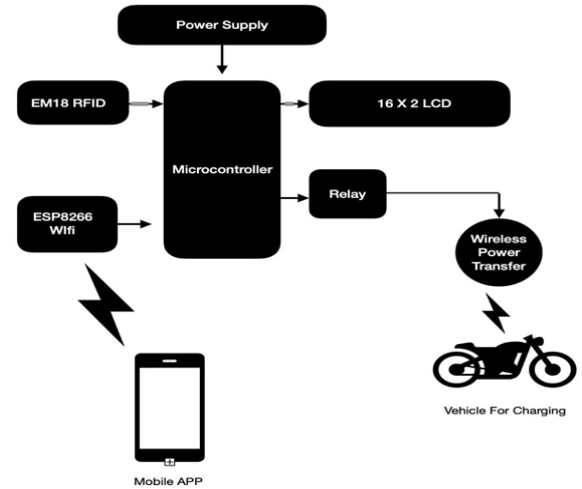 Power Supply
EM18 RFID
16 X 2 LCD
Microcontroller
Relay
ESP8266
WIfi
Wireless
Power
Transfer
Vehicle For Charging
Mobile APP